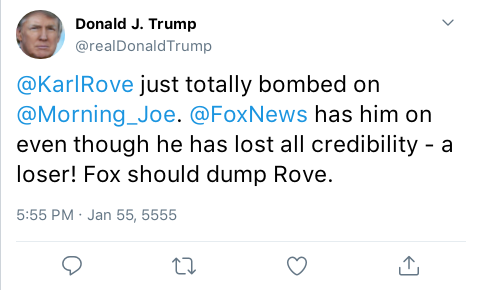 Donald J. Trump
@realDonaldTrump
@KarlRove just totally bombed on
@Morning_Joe. @FoxNews has him on
even though he has lost all credibility - a
loser! Fox should dump Rove.
5:55 PM · Jan 55, 5555